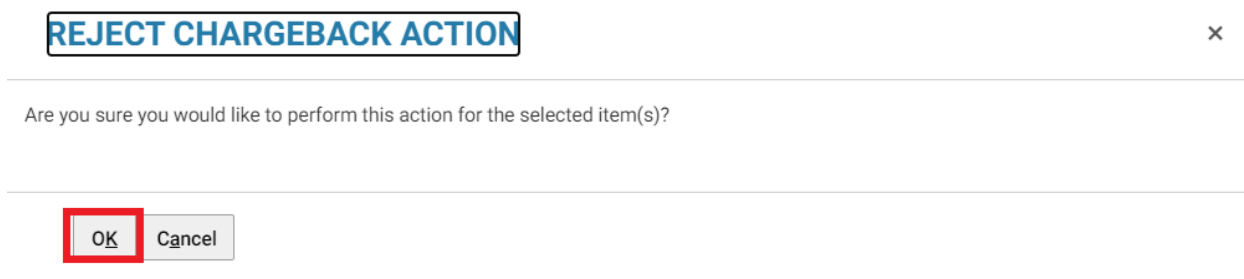 REJECT CHARGEBACK ACTION
×
Are you sure you would like to perform this action for the selected item(s)?
OK Cancel